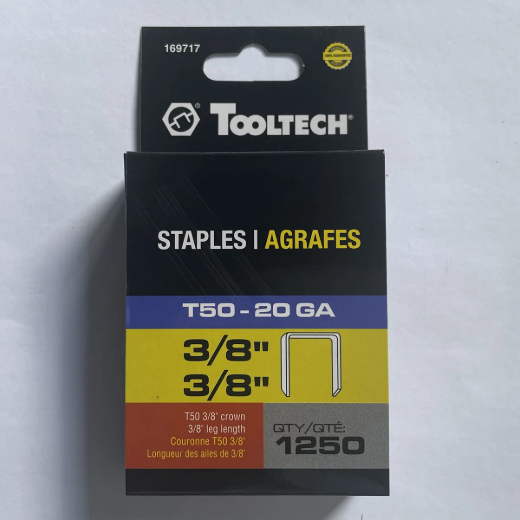 169717
TOOLTECH®
STAPLES | AGRAFES
T50 - 20 GA
3/8"
3/8"
T50 3/8' crown
3/8' leg length
Couronne T50 3/8'
Longueur des ailes de 3/8'
QTY/QTÉ:
1250